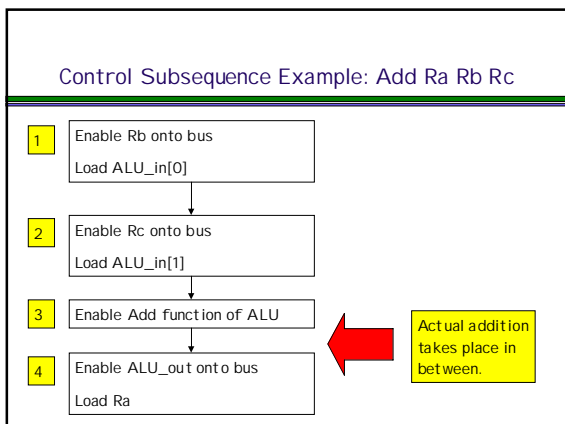 Control Subsequence Example: Add Ra Rb Rc
1
Enable Rb onto bus
Load ALU_in[0]
2
Enable Rc onto bus
Load ALU_in[1]
3
Enable Add function of ALU
Actual addition
takes place in
between.
4
Enable ALU_out onto bus
Load Ra